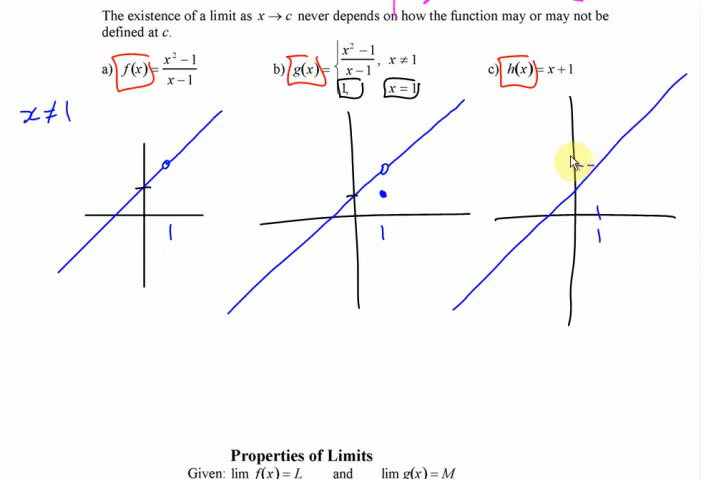 The existence of a limit as x → c never depends on how the function may or may not be
defined at c.
a) f(x) = (x² − 1)/(x − 1)
b) g(x) = { (x² − 1)/(x − 1), x ≠ 1
1, x = 1
c) h(x) = x + 1
x ≠ 1
1
1
1
Properties of Limits
Given: lim f(x) = L and lim g(x) = M